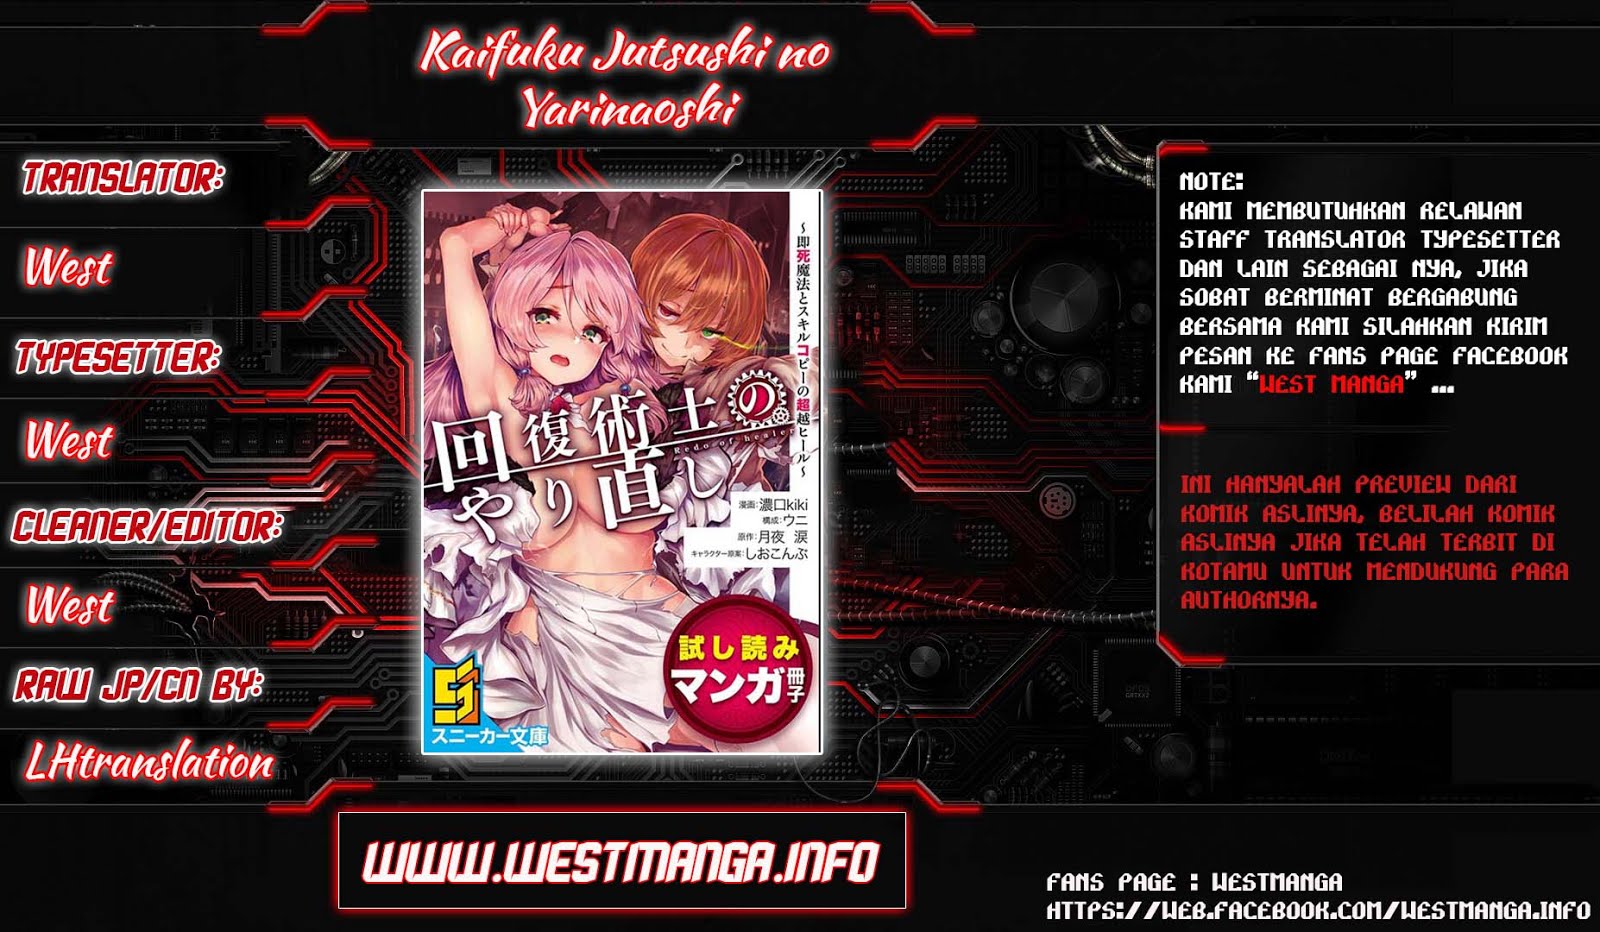 Kaifuku Jutsushi no
Yarinaoshi
TRANSLATOR:
West
TYPESETTER:
West
CLEANER/EDITOR:
West
RAW JP/CN BY:
LHtranslation
～即死魔法とスキルコピーの超越ヒール～
回復術士の
Redo of healer
やり直し
漫画:濃口kiki
構成:ウニ
原作:月夜 涙
キャラクター原案:しおこんぶ
試し読み
マンガ冊子
スニーカー文庫
NOTE:
KAMI MEMBUTUHKAN RELAWAN
STAFF TRANSLATOR TYPESETTER
DAN LAIN SEBAGAI NYA, JIKA
SOBAT BERMINAT BERGABUNG
BERSAMA KAMI SILAHKAN KIRIM
PESAN KE FANS PAGE FACEBOOK
KAMI “WEST MANGA” ...
INI HANYALAH PREVIEW DARI
KOMIK ASLINYA, BELILAH KOMIK
ASLINYA JIKA TELAH TERBIT DI
KOTAMU UNTUK MENDUKUNG PARA
AUTHORNYA.
WWW.WESTMANGA.INFO
FANS PAGE : WESTMANGA
HTTPS://WEB.FACEBOOK.COM/WESTMANGA.INFO